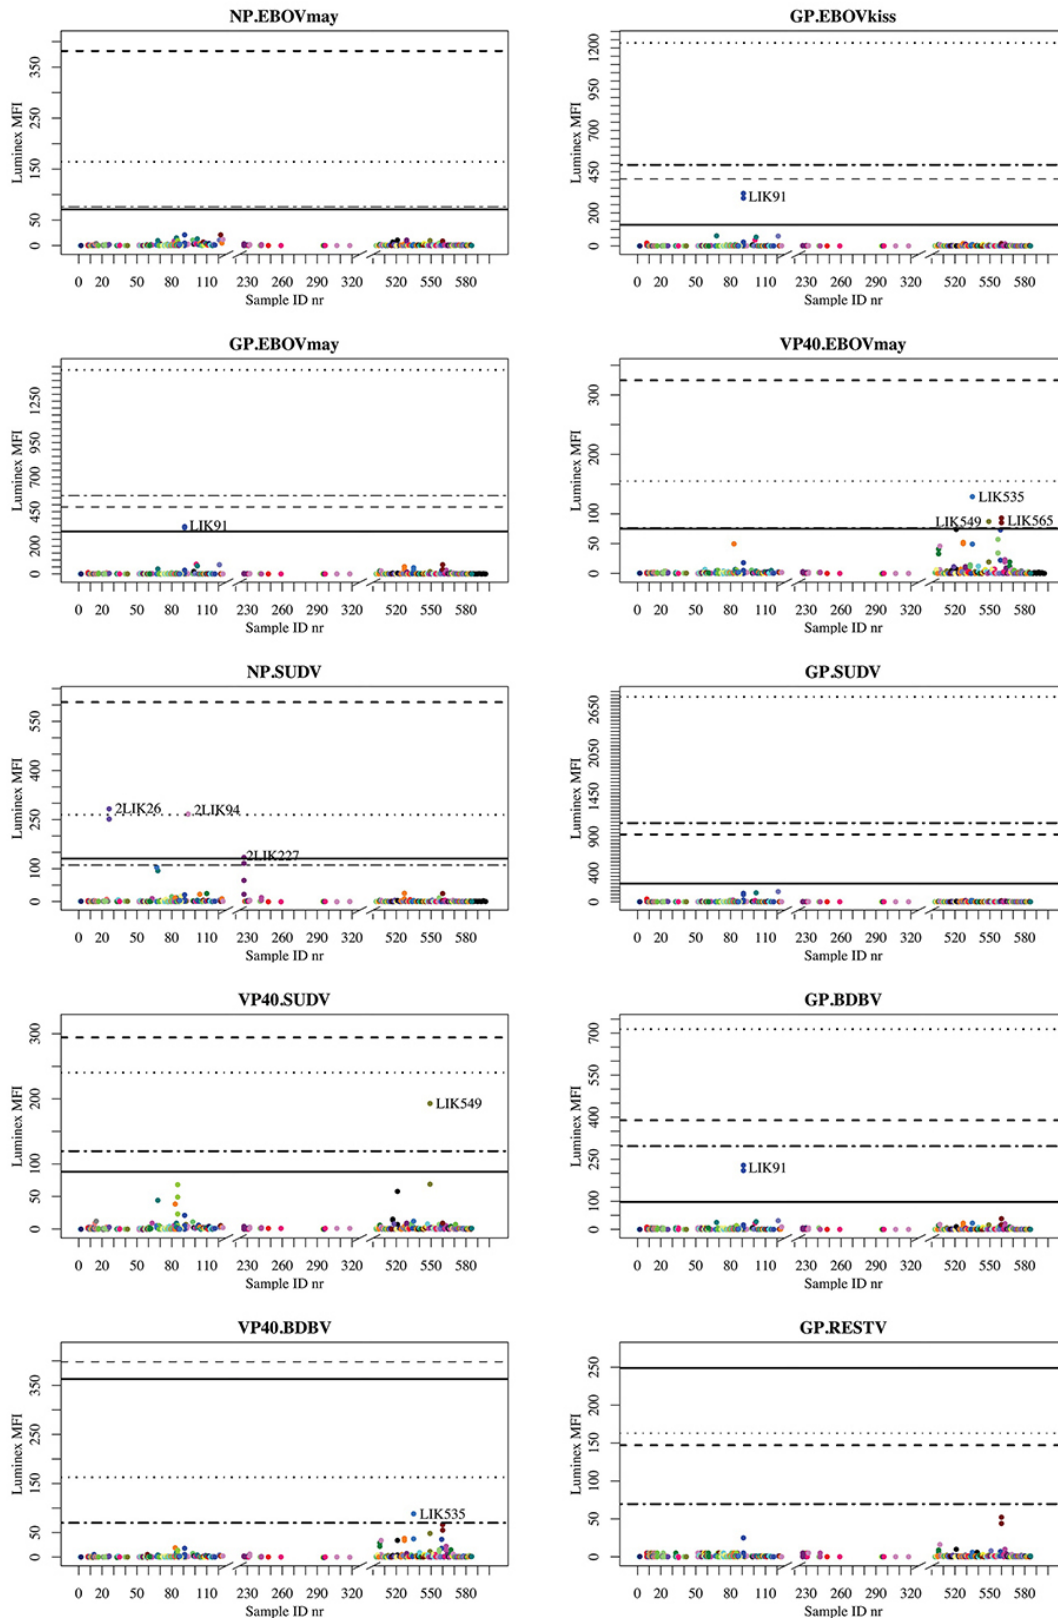 NP.EBOVmay
Luminex MFI
350
250
150
50
0
0 20 80 110 230 260 290 320 520 550 580
Sample ID nr
GP.EBOVkiss
Luminex MFI
1200
950
700
450
200
0
LIK91
0 20 80 110 230 260 290 320 520 550 580
Sample ID nr
GP.EBOVmay
Luminex MFI
1250
950
700
450
200
0
LIK91
0 20 80 110 230 260 290 320 520 550 580
Sample ID nr
VP40.EBOVmay
Luminex MFI
300
200
100
50
0
LIK535
LIK549 LIK565
0 20 80 110 230 260 290 320 520 550 580
Sample ID nr
NP.SUDV
Luminex MFI
550
400
250
100
0
2LIK26 2LIK94
2LIK227
0 20 80 110 230 260 290 320 520 550 580
Sample ID nr
GP.SUDV
Luminex MFI
2650
2050
1450
900
400
0
0 20 80 110 230 260 290 320 520 550 580
Sample ID nr
VP40.SUDV
Luminex MFI
300
200
100
50
0
LIK549
0 20 80 110 230 260 290 320 520 550 580
Sample ID nr
GP.BDBV
Luminex MFI
700
550
400
250
100
0
LIK91
0 20 80 110 230 260 290 320 520 550 580
Sample ID nr
VP40.BDBV
Luminex MFI
350
250
150
50
0
LIK535
0 20 80 110 230 260 290 320 520 550 580
Sample ID nr
GP.RESTV
Luminex MFI
250
200
150
100
50
0
0 20 80 110 230 260 290 320 520 550 580
Sample ID nr